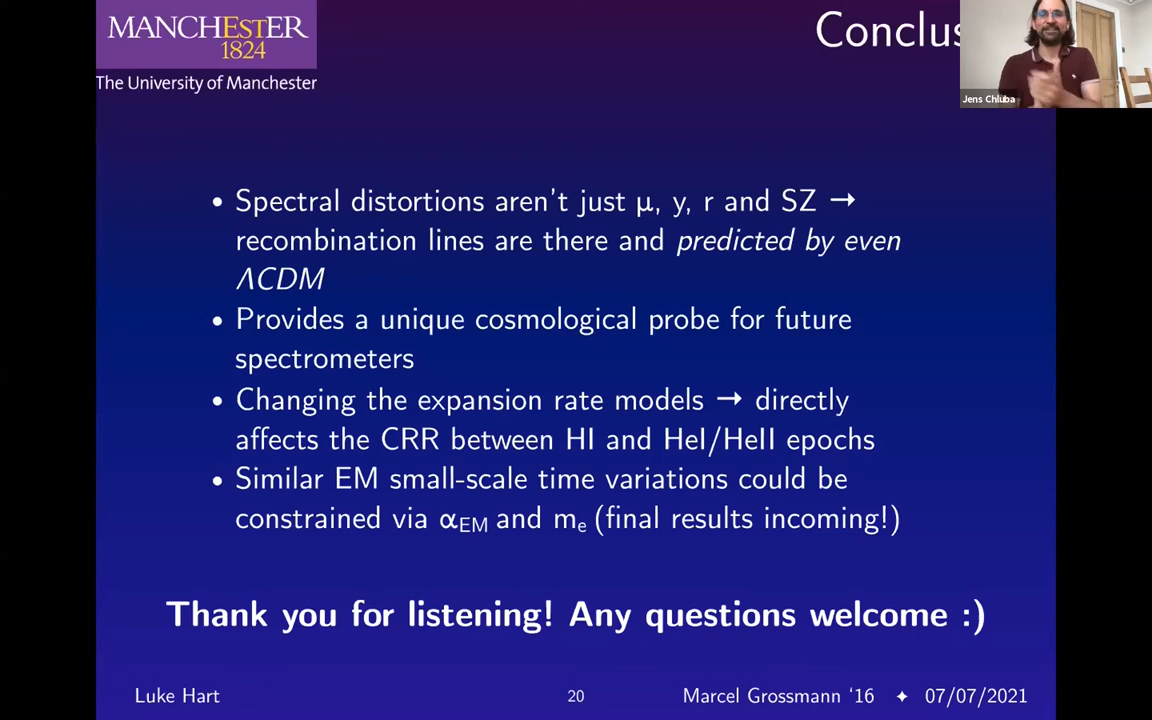 MANCHESTER
1824
The University of Manchester
Conclus
Jens Chluba
• Spectral distortions aren't just μ, y, r and SZ →
recombination lines are there and predicted by even
ΛCDM
• Provides a unique cosmological probe for future
spectrometers
• Changing the expansion rate models → directly
affects the CRR between HI and HeI/HeII epochs
• Similar EM small-scale time variations could be
constrained via αEM and me (final results incoming!)
Thank you for listening! Any questions welcome :)
Luke Hart
20
Marcel Grossmann ‘16 ✦ 07/07/2021